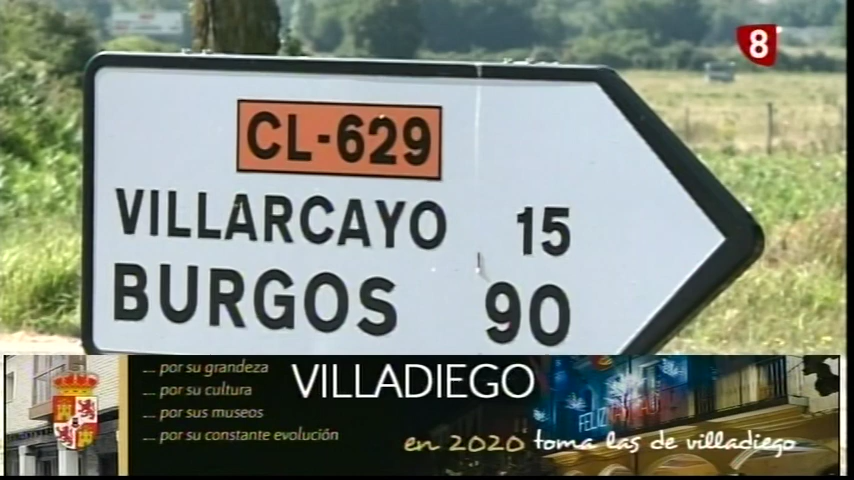 8
CL-629
VILLARCAYO 15
BURGOS 90
... por su grandeza
... por su cultura
... por sus museos
... por su constante evolución
VILLADIEGO
FELIZ
en 2020 toma las de villadiego